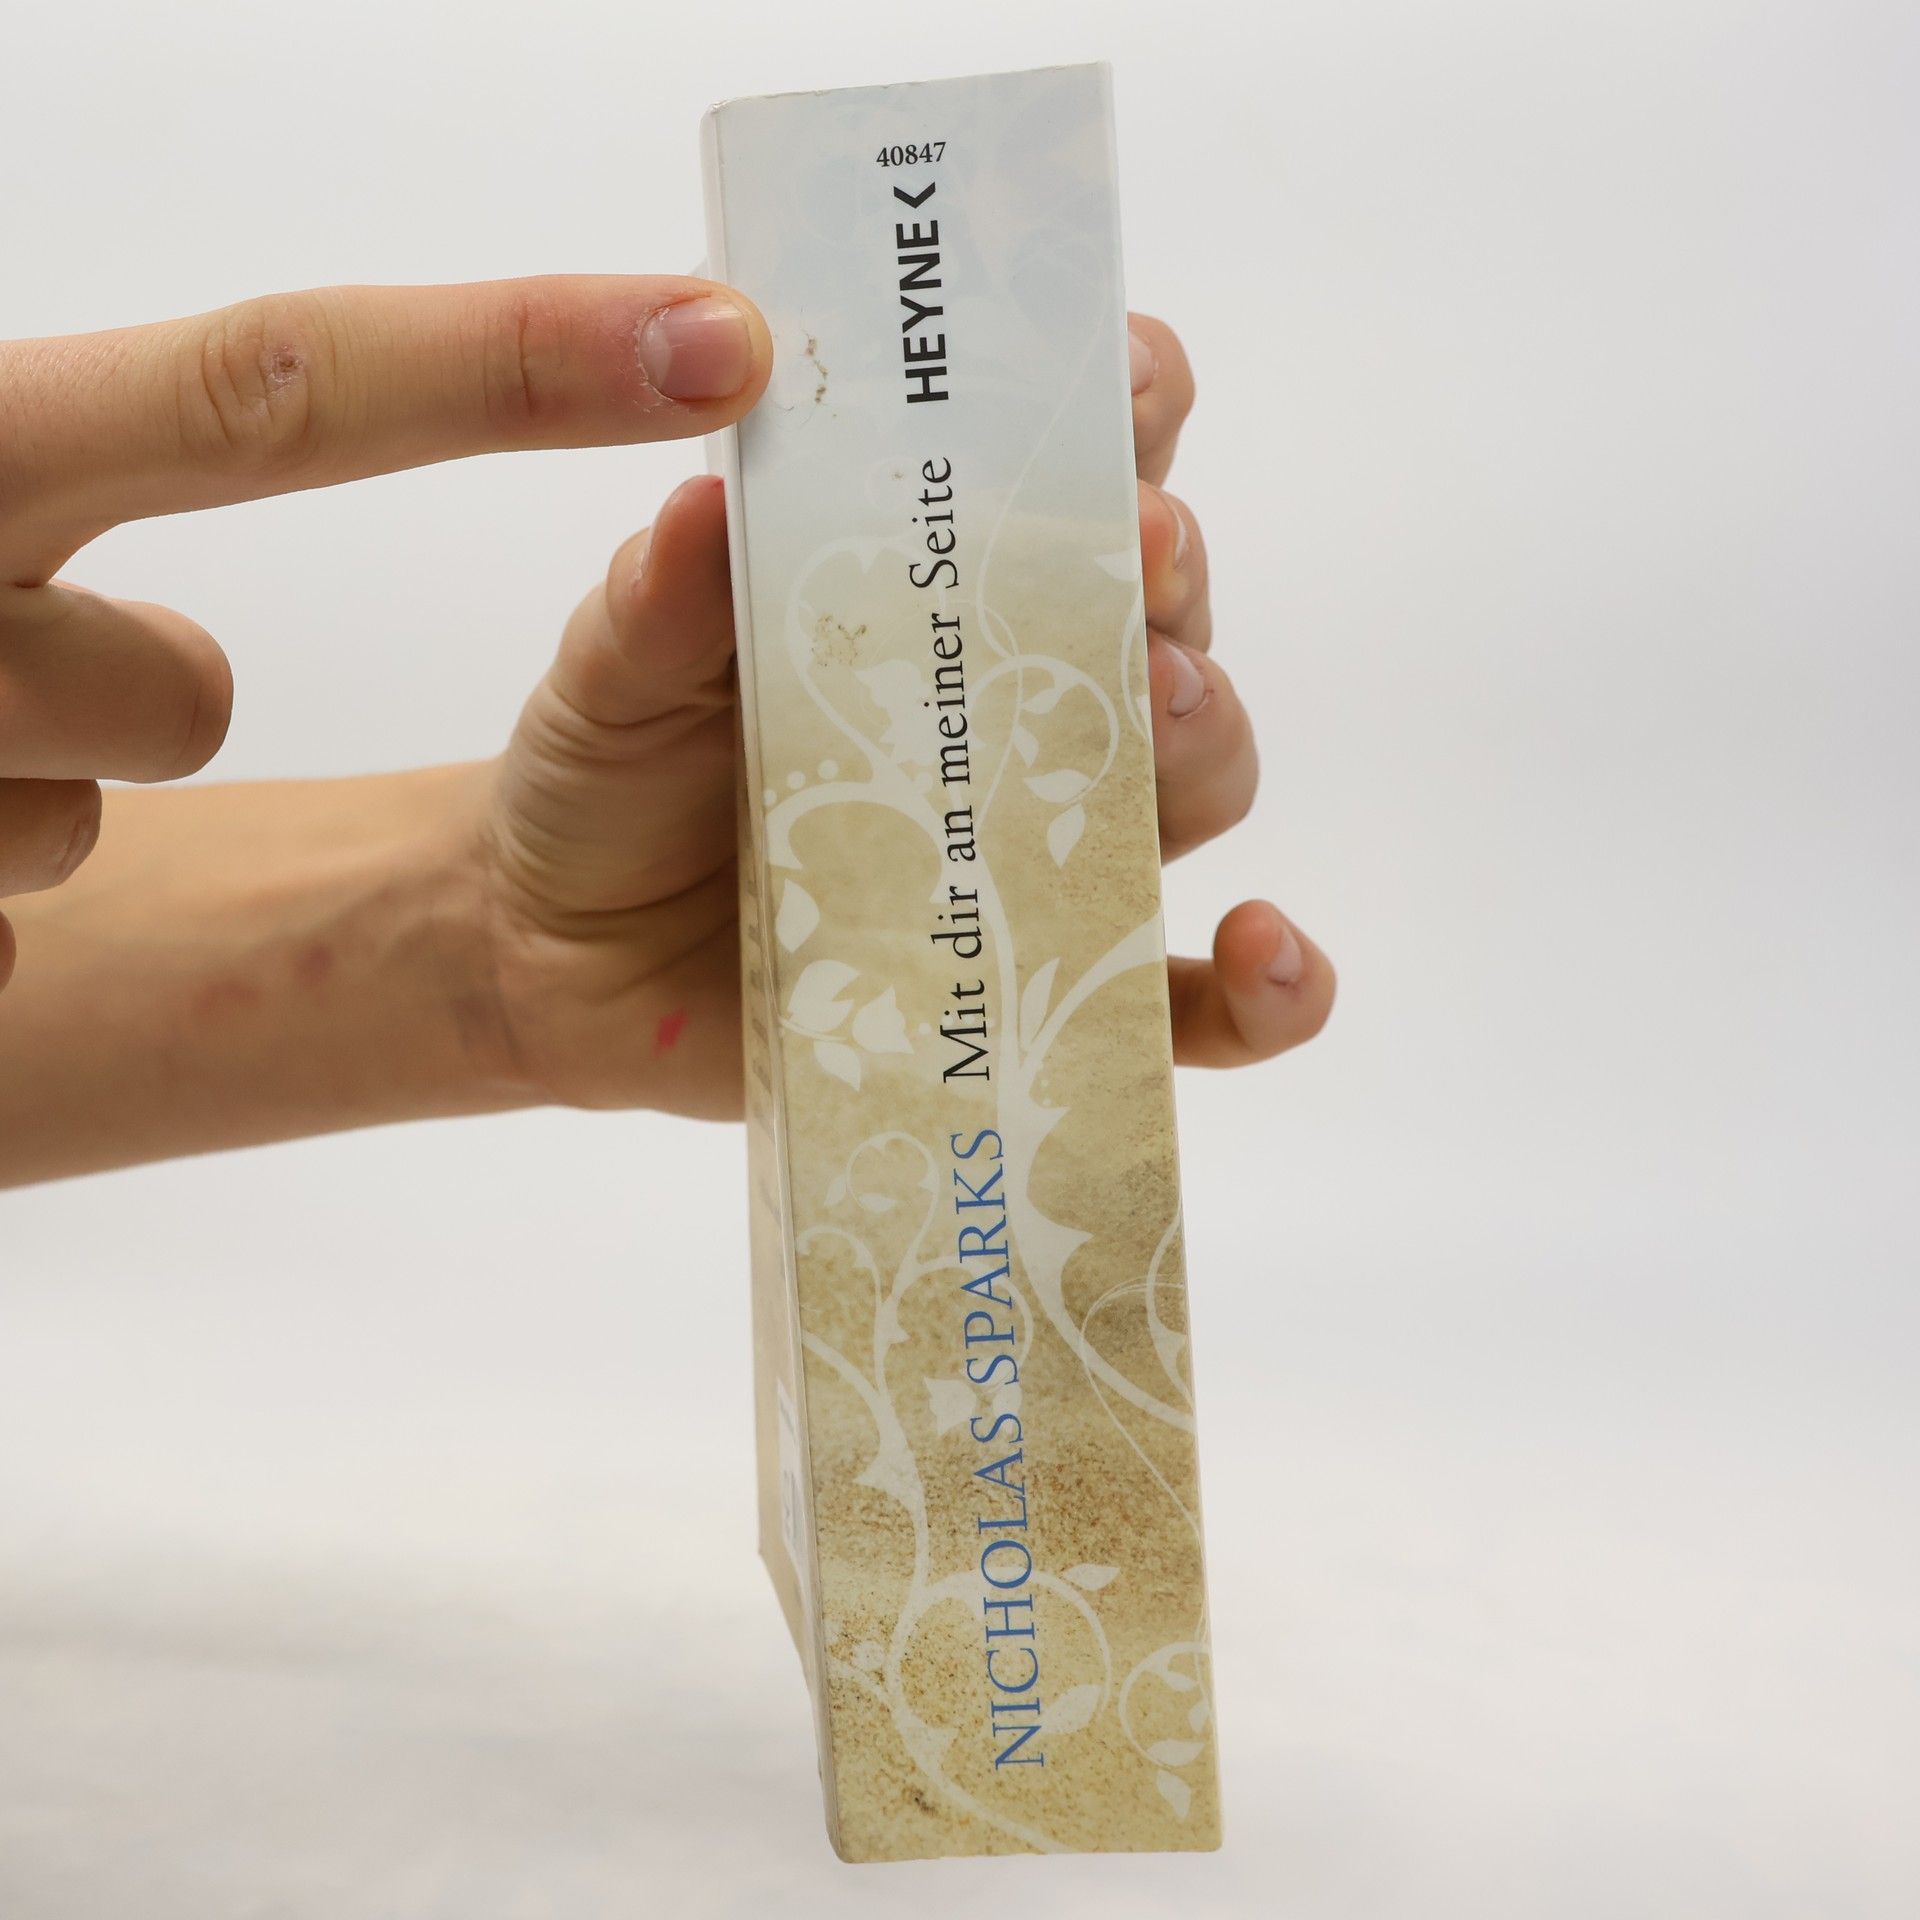 40847
HEYNE<
Mit dir an meiner Seite
NICHOLAS SPARKS